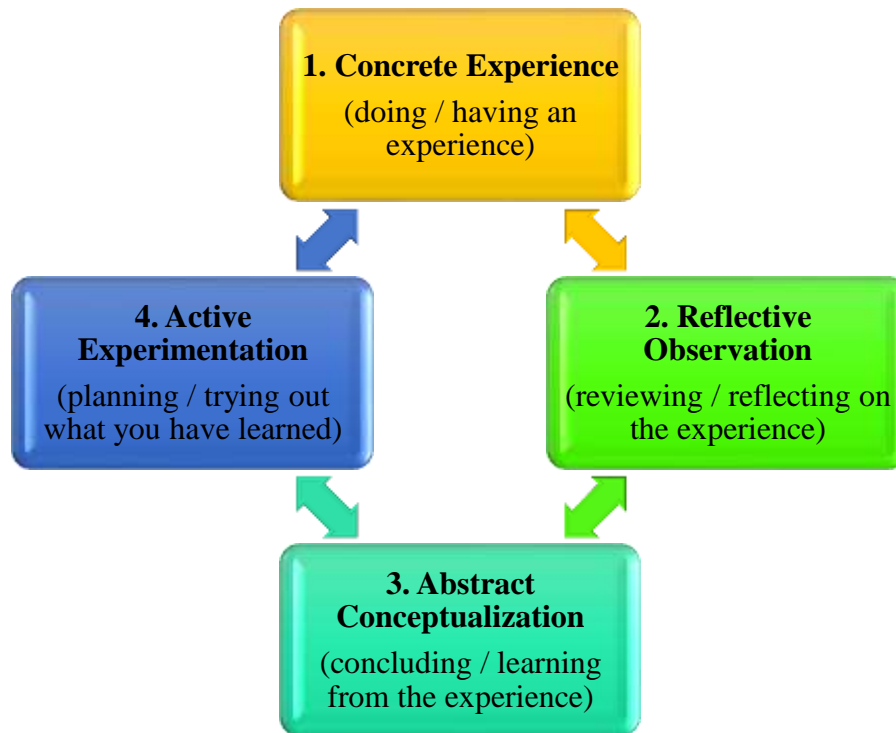 1. Concrete Experience
(doing / having an
experience)
2. Reflective
Observation
(reviewing / reflecting on
the experience)
3. Abstract
Conceptualization
(concluding / learning
from the experience)
4. Active
Experimentation
(planning / trying out
what you have learned)